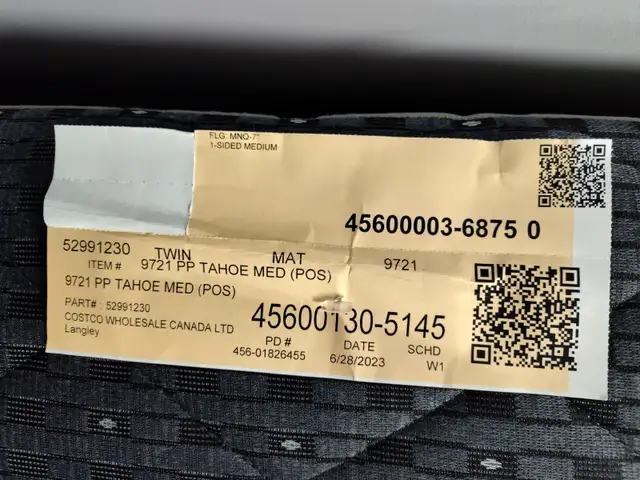 FLG: MNQ-7"
1-SIDED MEDIUM
45600003-6875 0
52991230 TWIN MAT 9721
ITEM # 9721 PP TAHOE MED (POS)
9721 PP TAHOE MED (POS)
PART# : 52991230
COSTCO WHOLESALE CANADA LTD
Langley
45600130-5145
PD # DATE SCHD
456-01826455 6/28/2023 W1